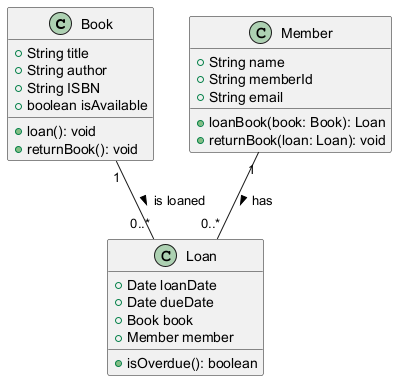 C Book
String title
String author
String ISBN
boolean isAvailable
loan(): void
returnBook(): void
C Member
String name
String memberId
String email
loanBook(book: Book): Loan
returnBook(loan: Loan): void
1
is loaned
0..*
1
has
0..*
C Loan
Date loanDate
Date dueDate
Book book
Member member
isOverdue(): boolean